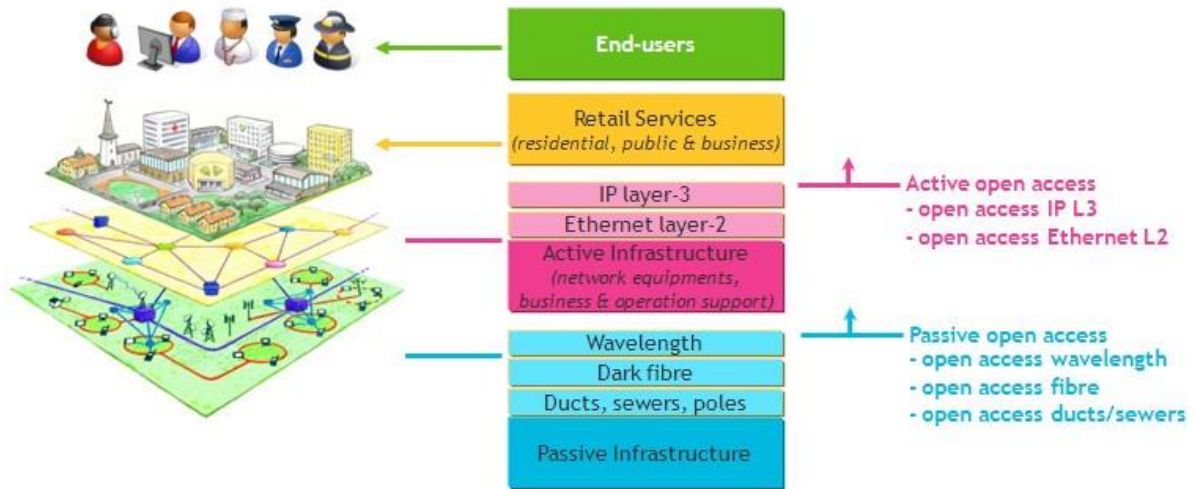 End-users
Retail Services
(residential, public & business)
IP layer-3
Ethernet layer-2
Active Infrastructure
(network equipments,
business & operation support)
Wavelength
Dark fibre
Ducts, sewers, poles
Passive Infrastructure
Active open access
- open access IP L3
- open access Ethernet L2
Passive open access
- open access wavelength
- open access fibre
- open access ducts/sewers